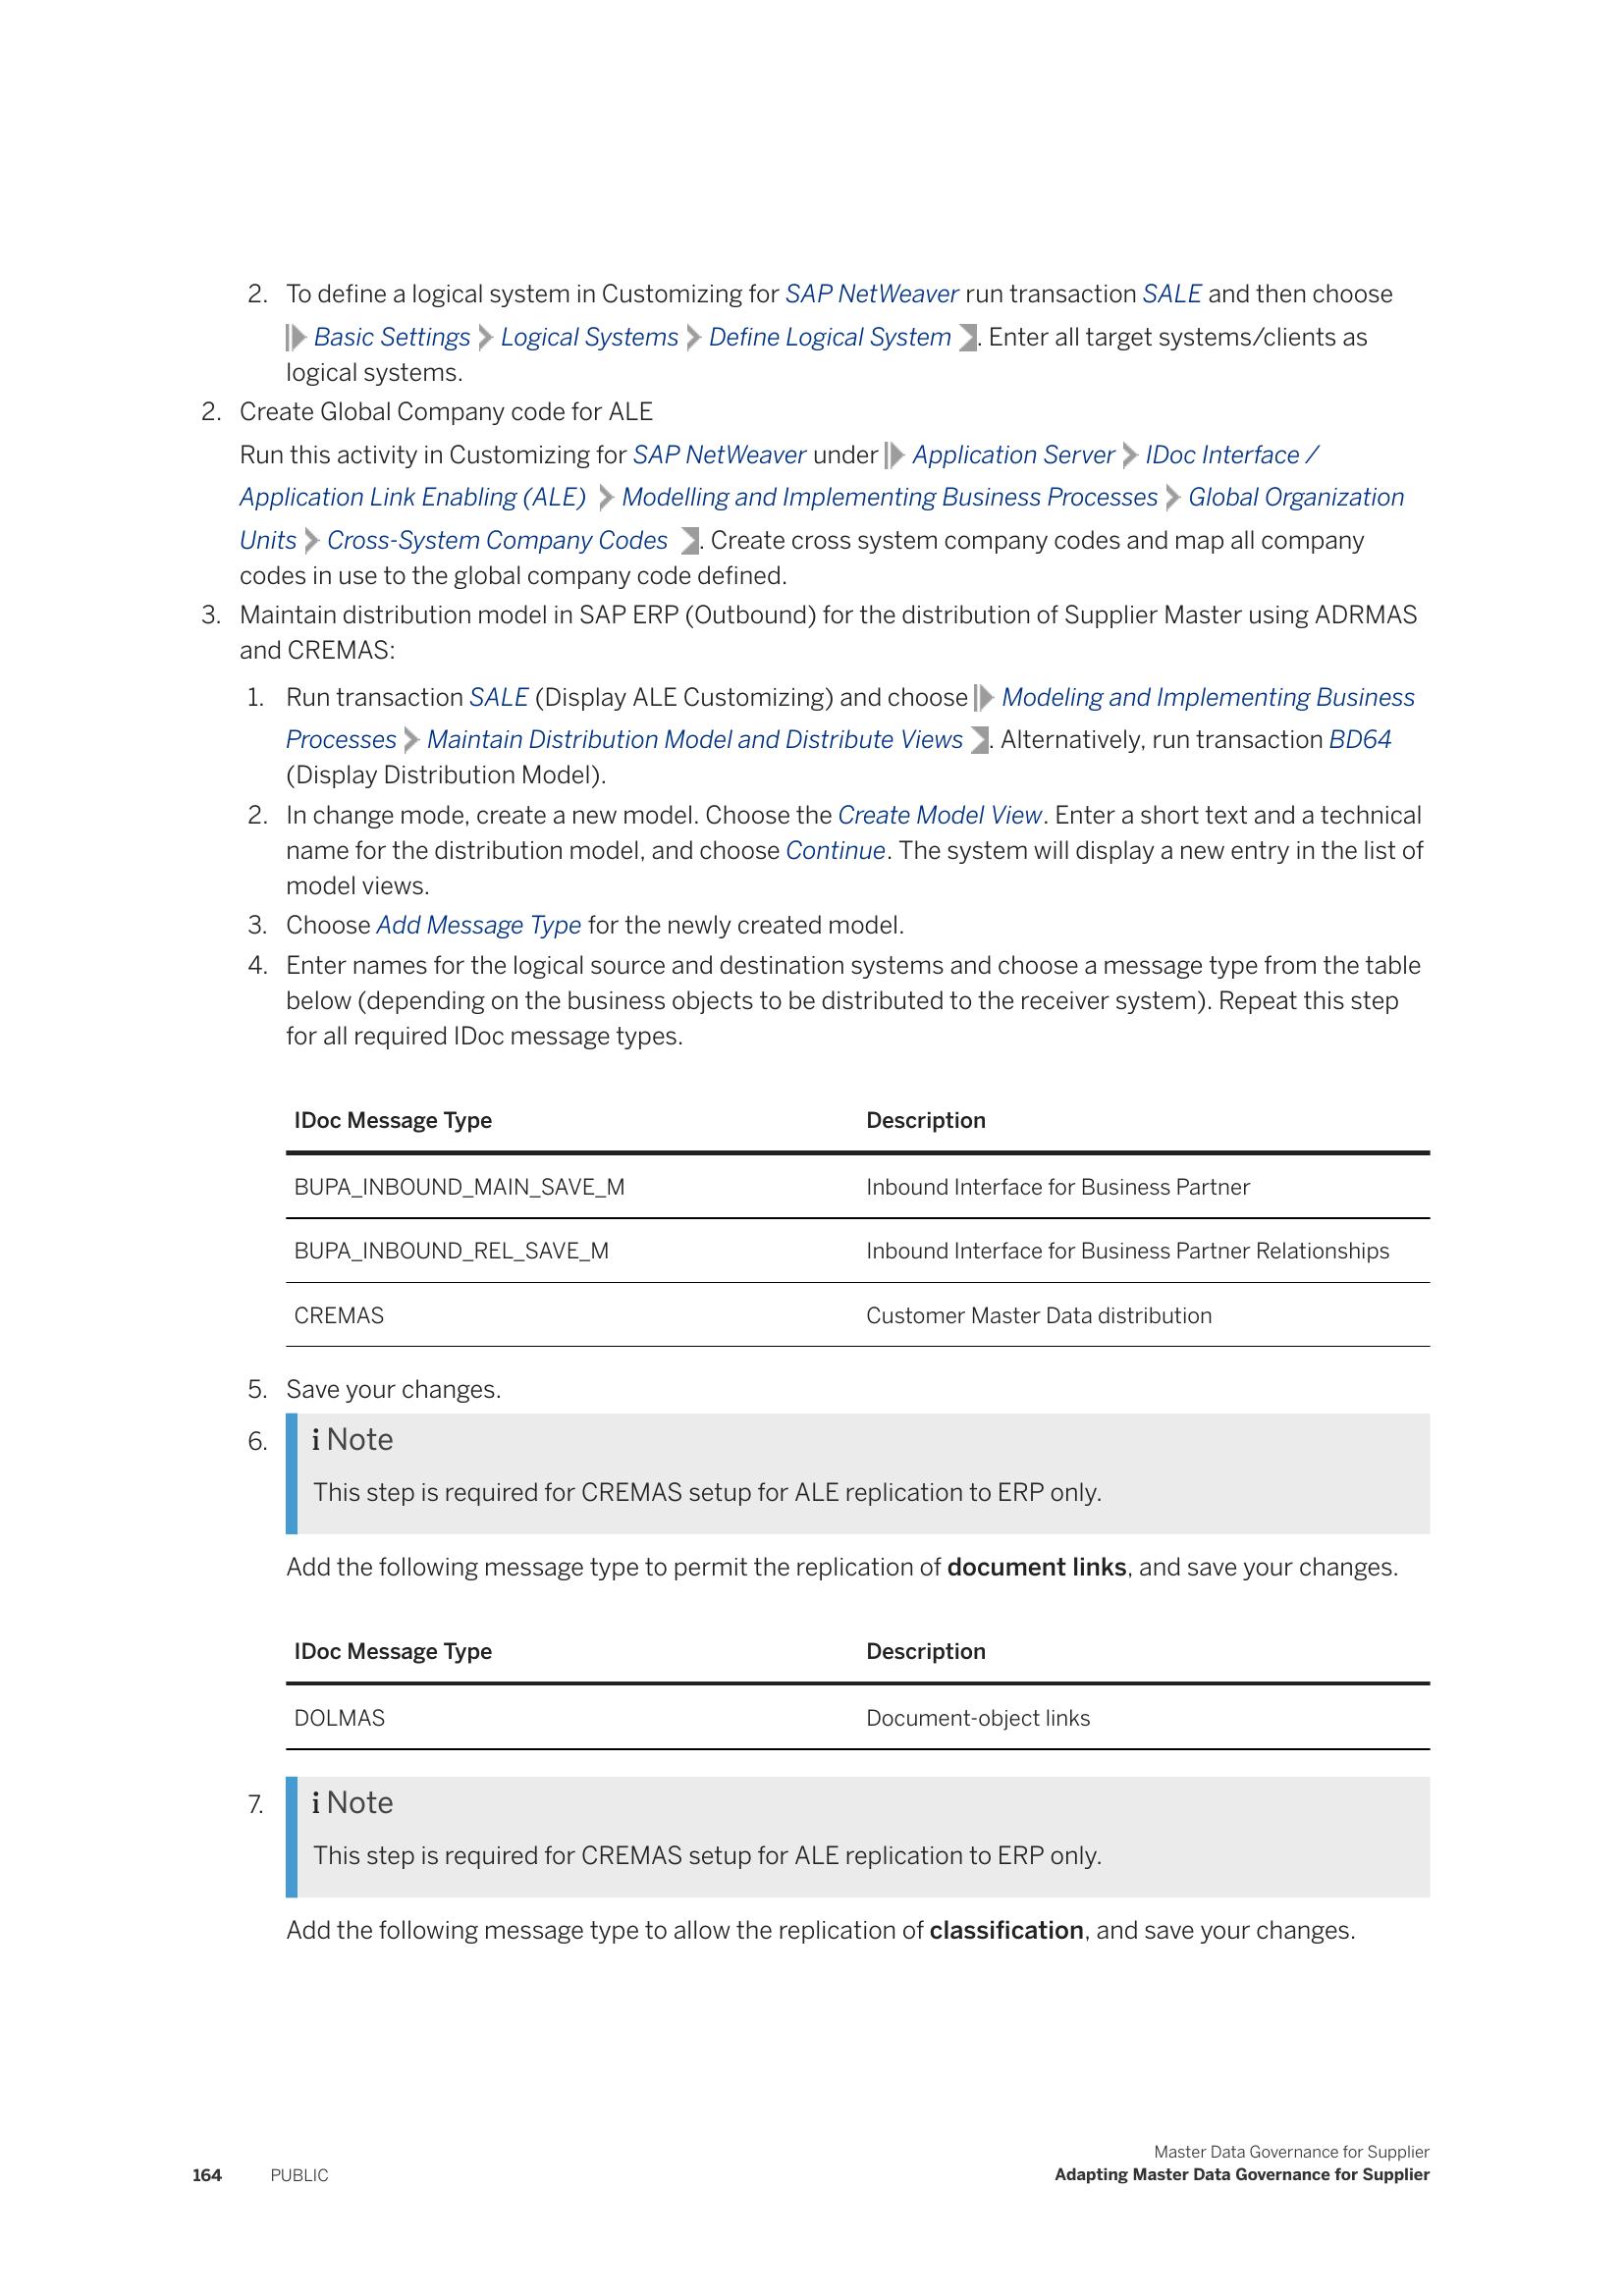 2. To define a logical system in Customizing for SAP NetWeaver run transaction SALE and then choose
Basic Settings Logical Systems Define Logical System . Enter all target systems/clients as
logical systems.
2. Create Global Company code for ALE
Run this activity in Customizing for SAP NetWeaver under Application Server IDoc Interface /
Application Link Enabling (ALE) Modelling and Implementing Business Processes Global Organization
Units Cross-System Company Codes . Create cross system company codes and map all company
codes in use to the global company code defined.
3. Maintain distribution model in SAP ERP (Outbound) for the distribution of Supplier Master using ADRMAS
and CREMAS:
1. Run transaction SALE (Display ALE Customizing) and choose Modeling and Implementing Business
Processes Maintain Distribution Model and Distribute Views . Alternatively, run transaction BD64
(Display Distribution Model).
2. In change mode, create a new model. Choose the Create Model View. Enter a short text and a technical
name for the distribution model, and choose Continue. The system will display a new entry in the list of
model views.
3. Choose Add Message Type for the newly created model.
4. Enter names for the logical source and destination systems and choose a message type from the table
below (depending on the business objects to be distributed to the receiver system). Repeat this step
for all required IDoc message types.
IDoc Message Type Description
BUPA_INBOUND_MAIN_SAVE_M Inbound Interface for Business Partner
BUPA_INBOUND_REL_SAVE_M Inbound Interface for Business Partner Relationships
CREMAS Customer Master Data distribution
5. Save your changes.
6. i Note
This step is required for CREMAS setup for ALE replication to ERP only.
Add the following message type to permit the replication of document links, and save your changes.
IDoc Message Type Description
DOLMAS Document-object links
7. i Note
This step is required for CREMAS setup for ALE replication to ERP only.
Add the following message type to allow the replication of classification, and save your changes.
Master Data Governance for Supplier
164 PUBLIC Adapting Master Data Governance for Supplier